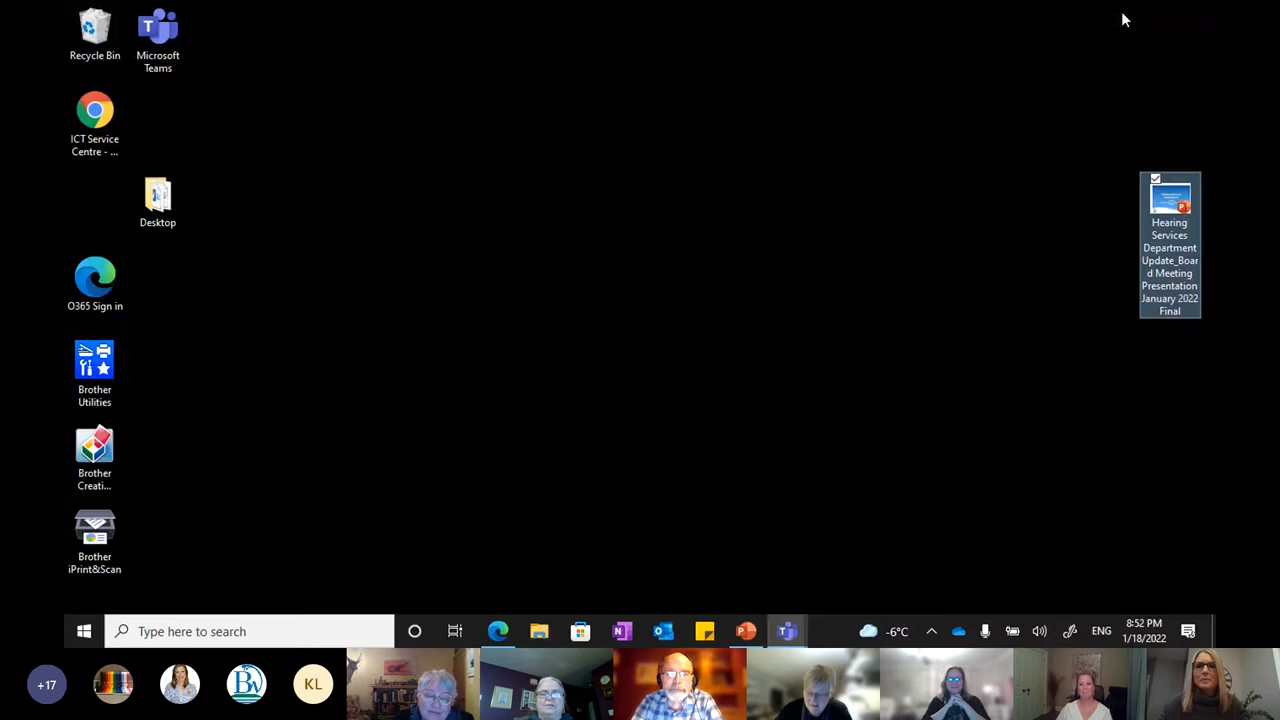 Recycle Bin
Microsoft
Teams
ICT Service
Centre - ...
Desktop
O365 Sign in
Brother
Utilities
Brother
Creati...
Brother
iPrint&Scan
Hearing
Services
Department
Update_Boar
d Meeting
Presentation
January 2022
Final
Type here to search
-6°C
ENG
8:52 PM
1/18/2022
+17
BW
KL